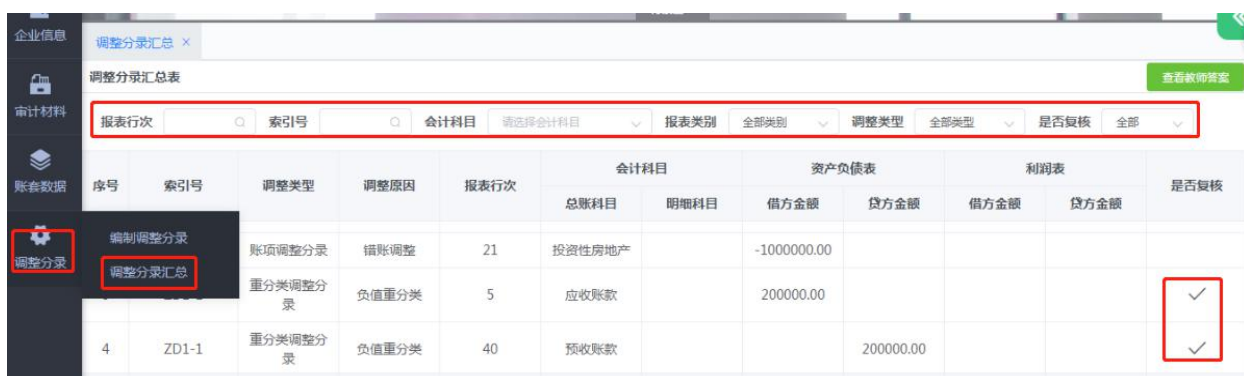 企业信息
调整分录汇总 ×
调整分录汇总表
查看教师答案
审计材料
报表行次 索引号 会计科目 请选择会计科目 报表类别 全部类别 调整类型 全部类型 是否复核 全部
账套数据
序号 索引号 调整类型 调整原因 报表行次 会计科目 资产负债表 利润表 是否复核
总账科目 明细科目 借方金额 贷方金额 借方金额 贷方金额
调整分录
编制调整分录
调整分录汇总
账项调整分录 错账调整 21 投资性房地产 -1000000.00
重分类调整分录 负值重分类 5 应收账款 200000.00 ✓
4 ZD1-1 重分类调整分录 负值重分类 40 预收账款 200000.00 ✓